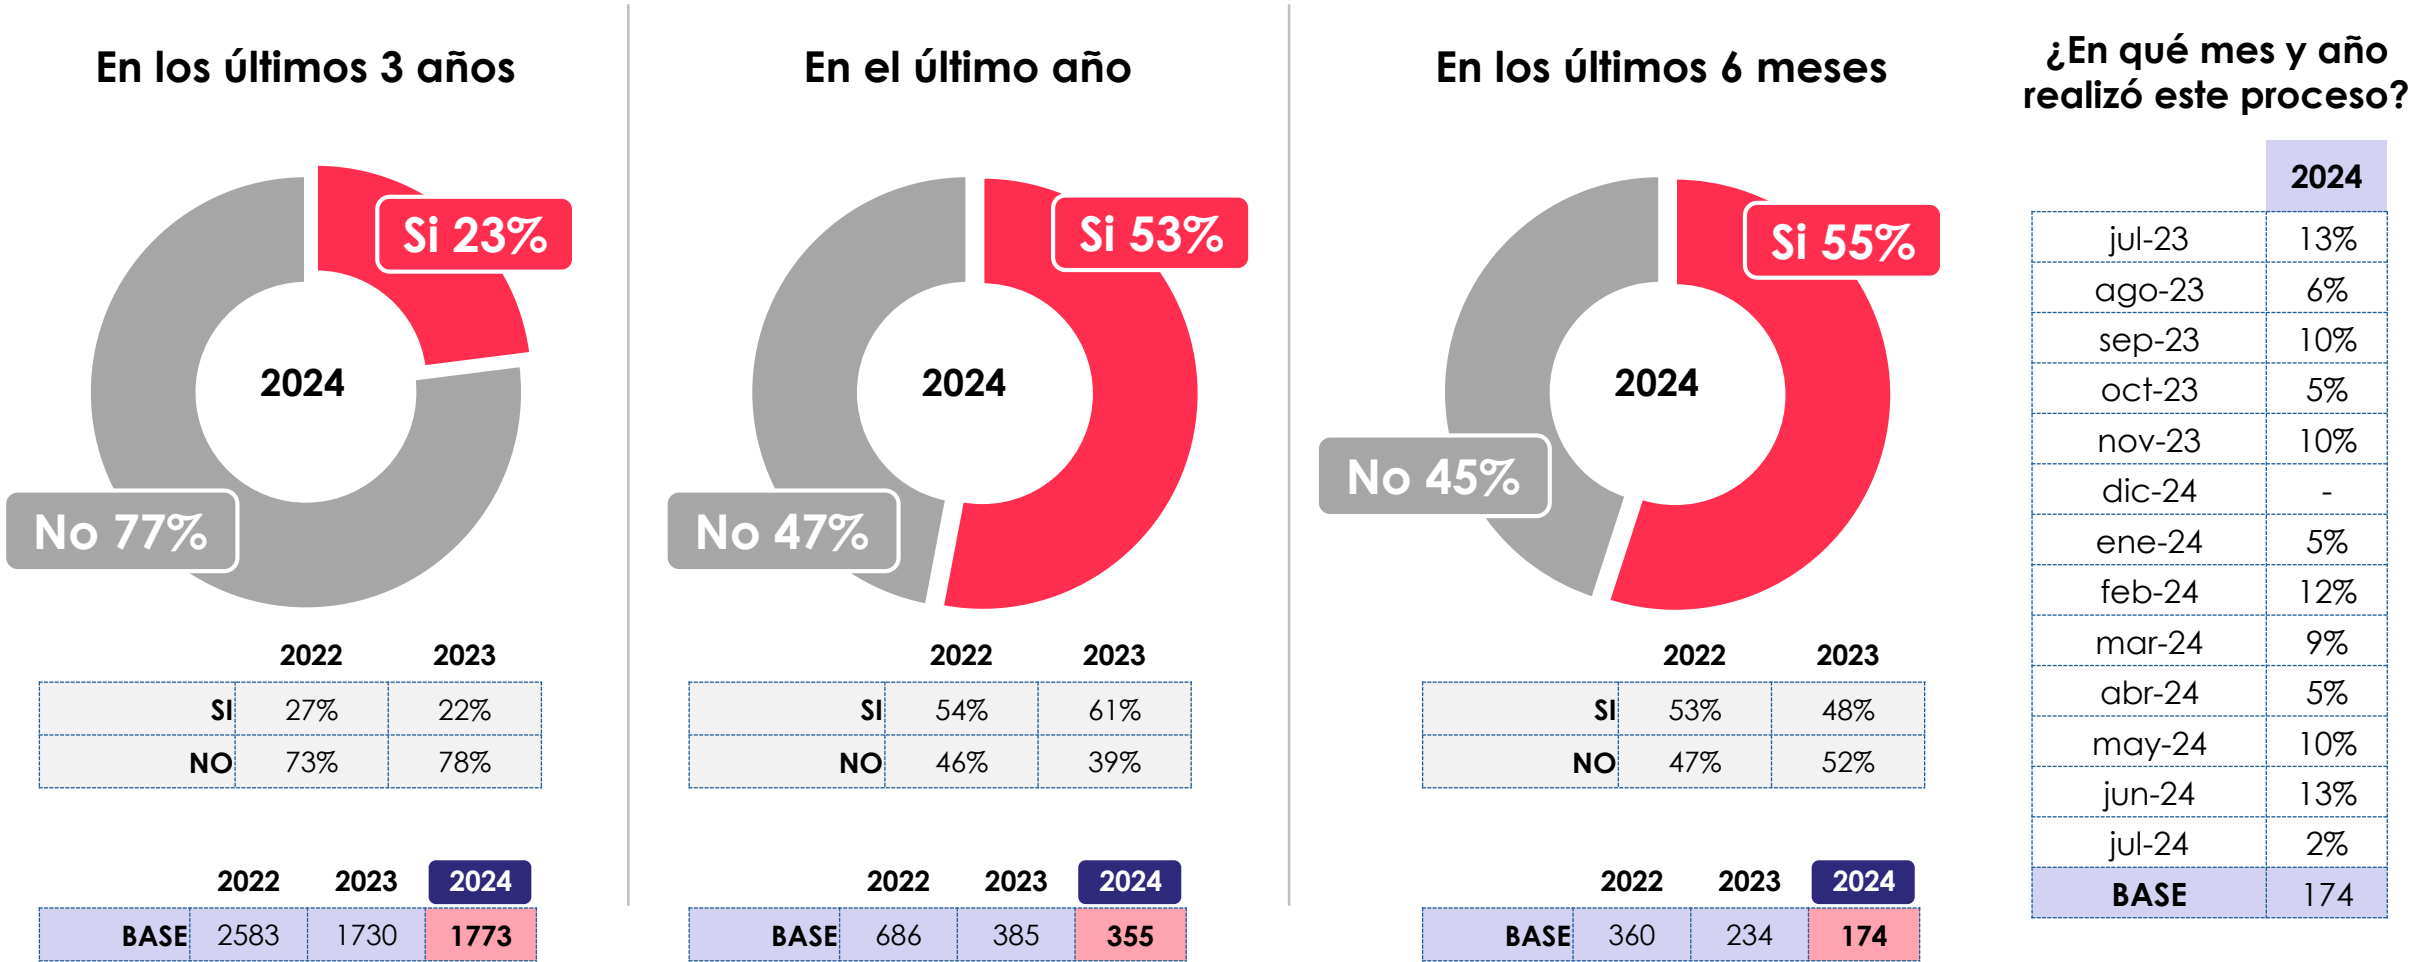 En los últimos 3 años
Si 23%
2024
No 77%
2022 2023
SI 27% 22%
NO 73% 78%
2022 2023 2024
BASE 2583 1730 1773
En el último año
Si 53%
2024
No 47%
2022 2023
SI 54% 61%
NO 46% 39%
2022 2023 2024
BASE 686 385 355
En los últimos 6 meses
Si 55%
2024
No 45%
2022 2023
SI 53% 48%
NO 47% 52%
2022 2023 2024
BASE 360 234 174
¿En qué mes y año
realizó este proceso?
2024
jul-23 13%
ago-23 6%
sep-23 10%
oct-23 5%
nov-23 10%
dic-24 -
ene-24 5%
feb-24 12%
mar-24 9%
abr-24 5%
may-24 10%
jun-24 13%
jul-24 2%
BASE 174